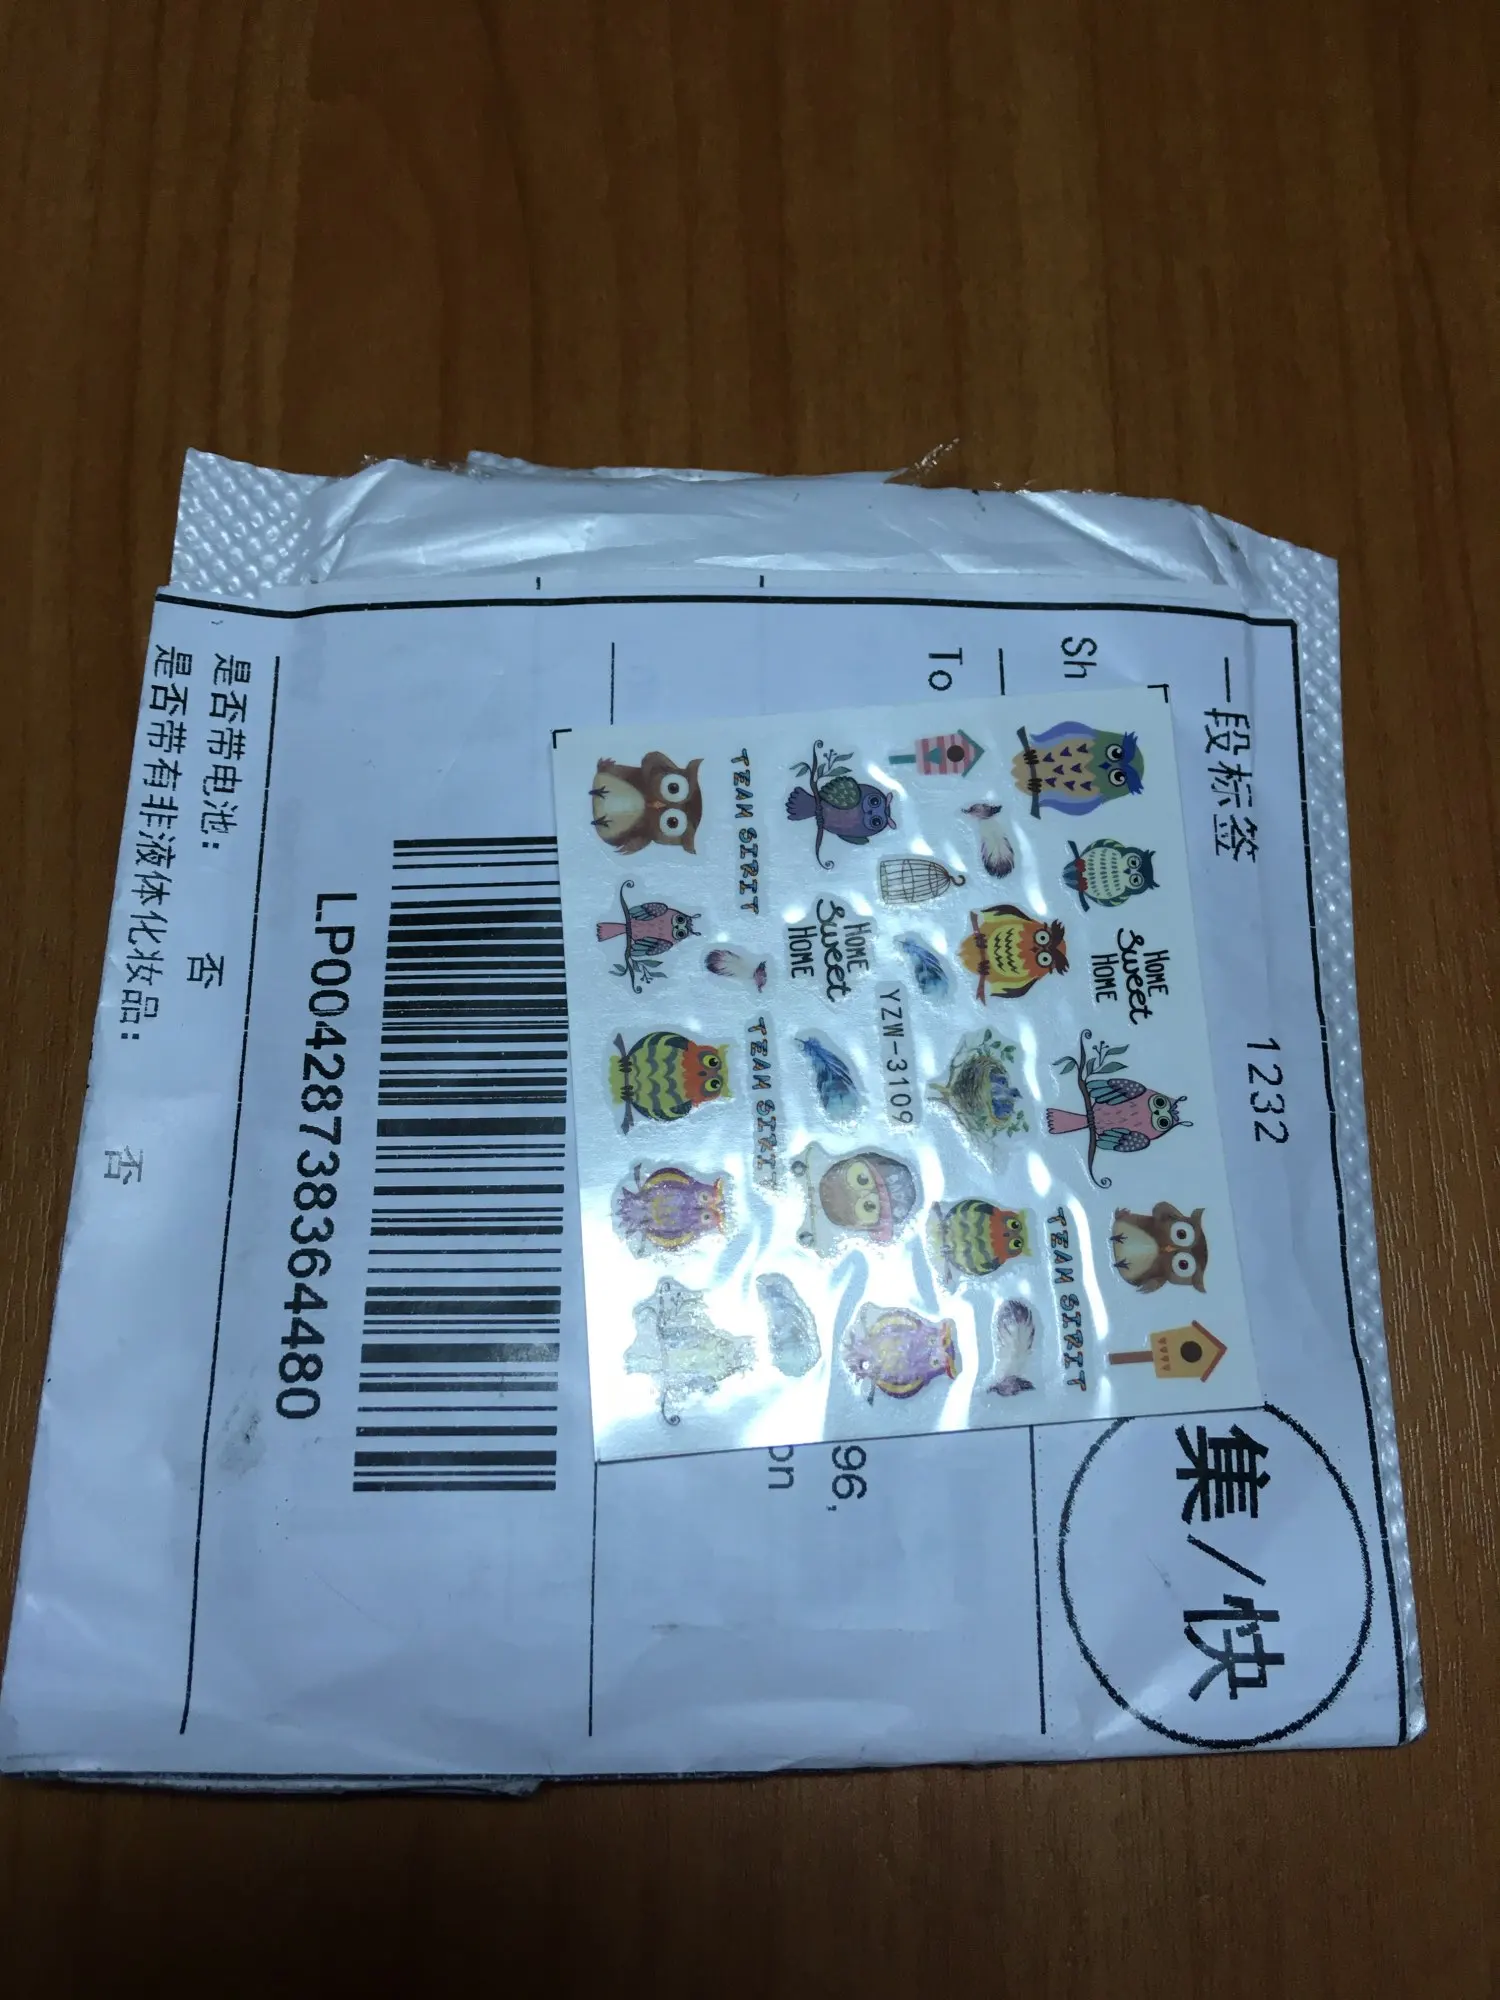 一段标签
1232
集/快
Sh
To
96,
on
LP00428738364480
是否带电池: 否
是否带有非液体化妆品: 否
HOME
Sweet
HOME
TEAM SIRIT
YZW-3109
HOME
Sweet
HOME
TEAM SIRIT
TEAM SIRIT